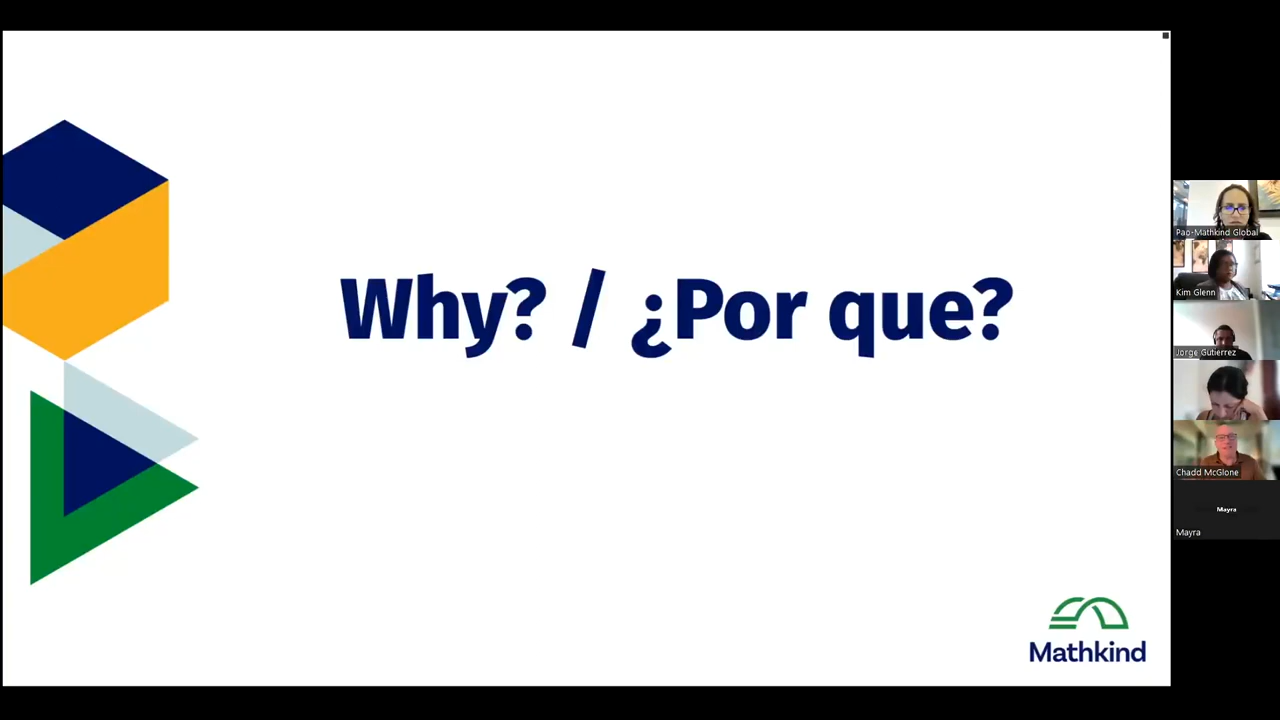 Why? / ¿Por que?
Mathkind
Pao-Mathkind Global
Kim Glenn
Jorge Gutierrez
Chadd McGlone
Mayra
Mayra